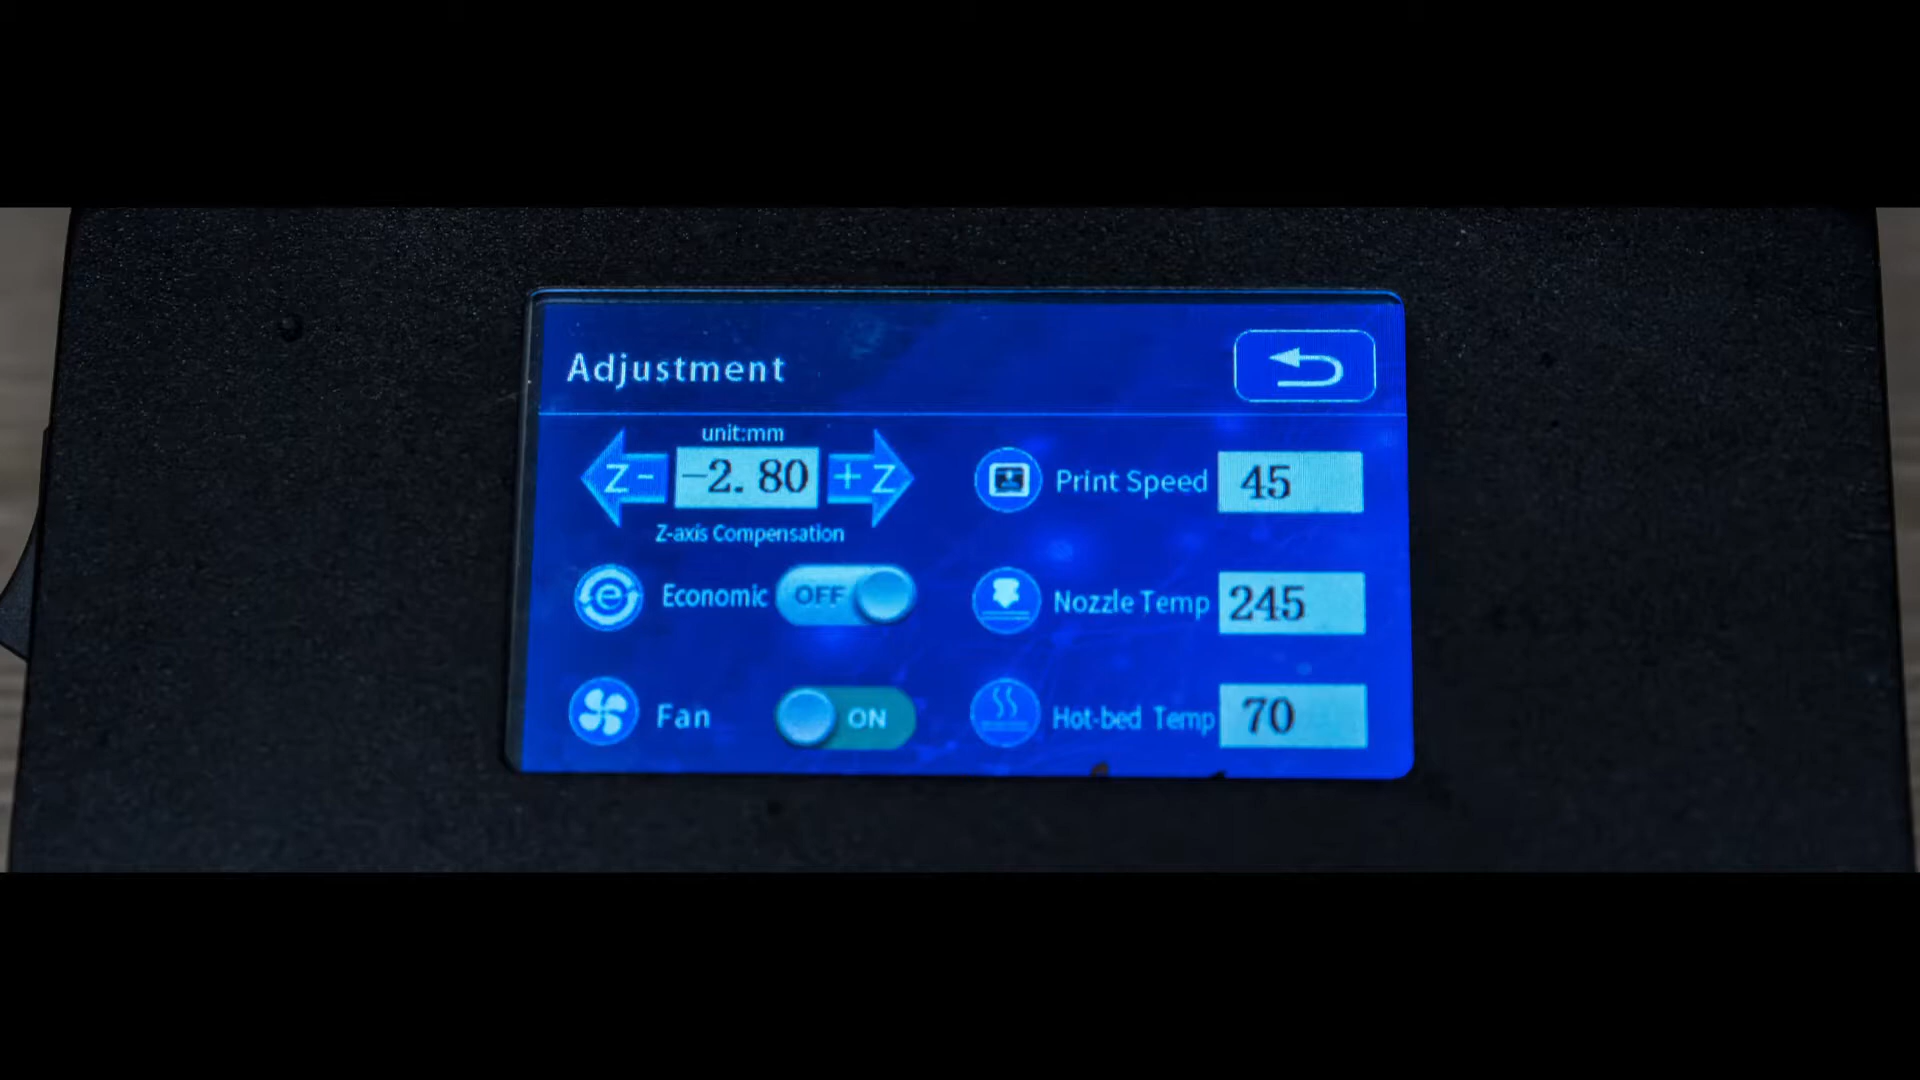 Adjustment
unit:mm
Z- -2.80 +Z
Z-axis Compensation
Print Speed 45
Economic OFF
Nozzle Temp 245
Fan ON
Hot-bed Temp 70